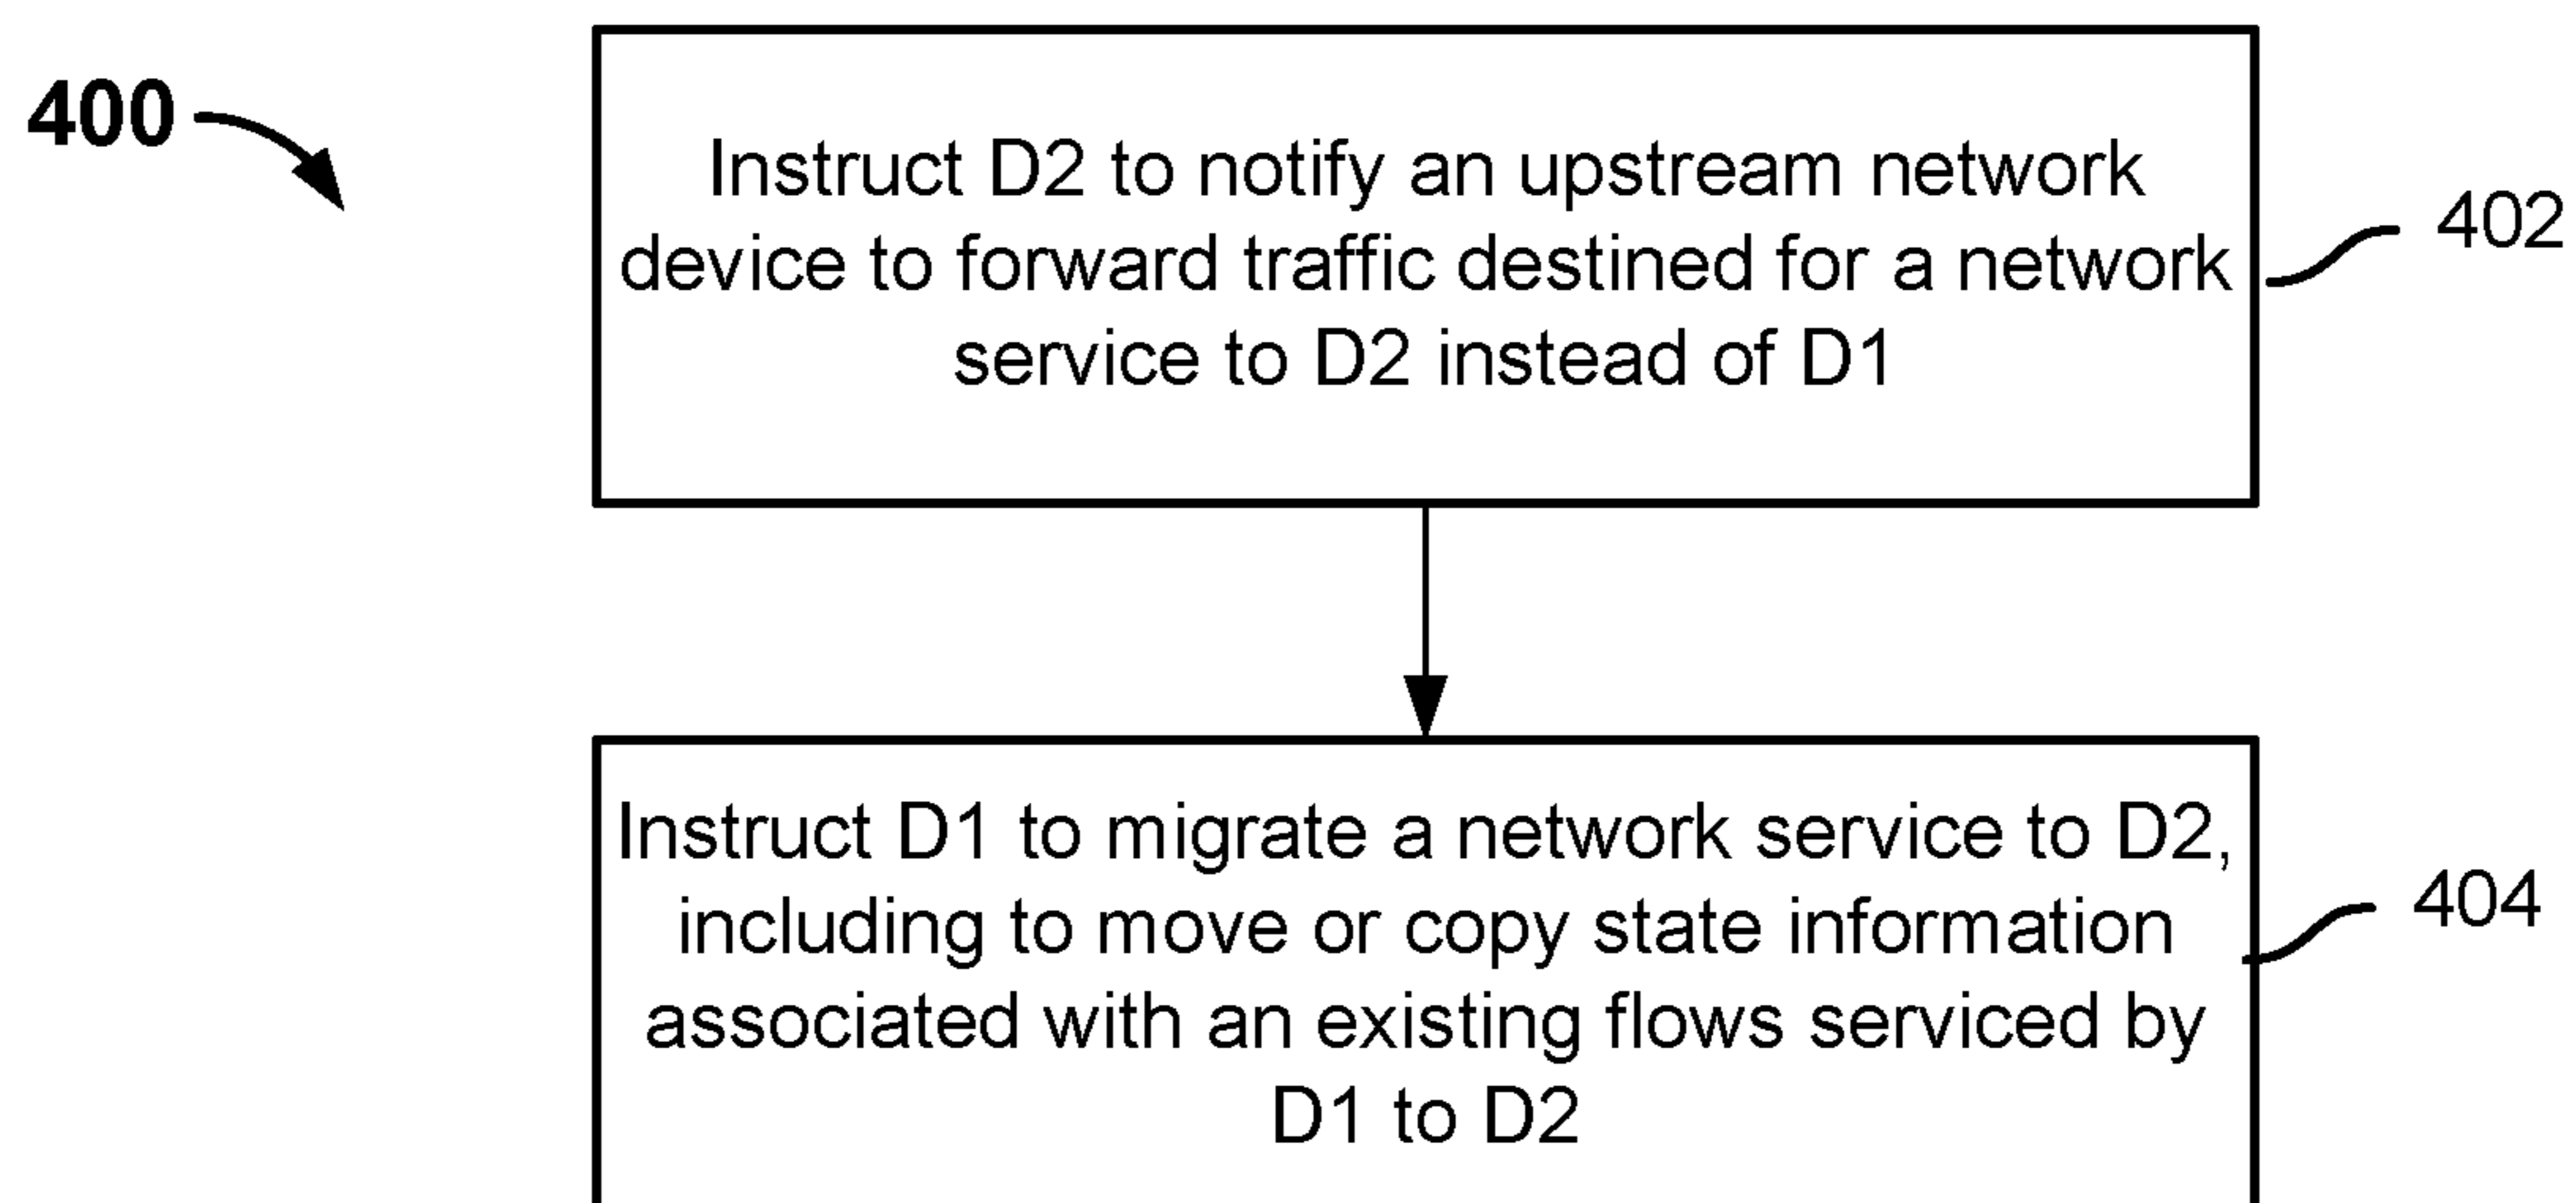 400
Instruct D2 to notify an upstream network
device to forward traffic destined for a network
service to D2 instead of D1
402
Instruct D1 to migrate a network service to D2,
including to move or copy state information
associated with an existing flows serviced by
D1 to D2
404